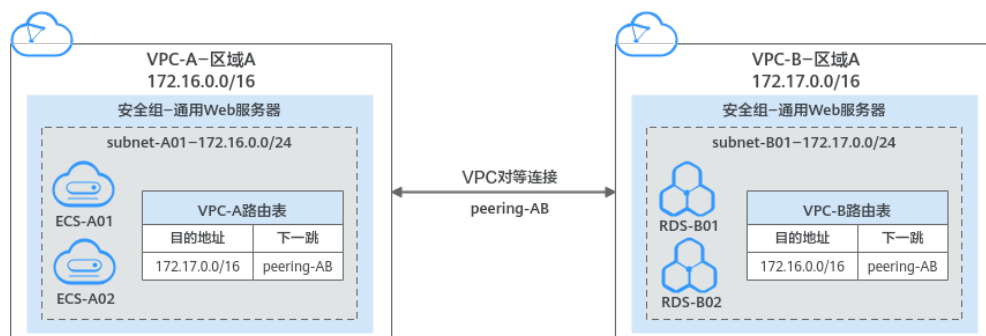 VPC-A-区域A
172.16.0.0/16
安全组-通用Web服务器
subnet-A01-172.16.0.0/24
ECS-A01
ECS-A02
VPC-A路由表
目的地址 下一跳
172.17.0.0/16 peering-AB
VPC对等连接
peering-AB
VPC-B-区域A
172.17.0.0/16
安全组-通用Web服务器
subnet-B01-172.17.0.0/24
RDS-B01
RDS-B02
VPC-B路由表
目的地址 下一跳
172.16.0.0/16 peering-AB